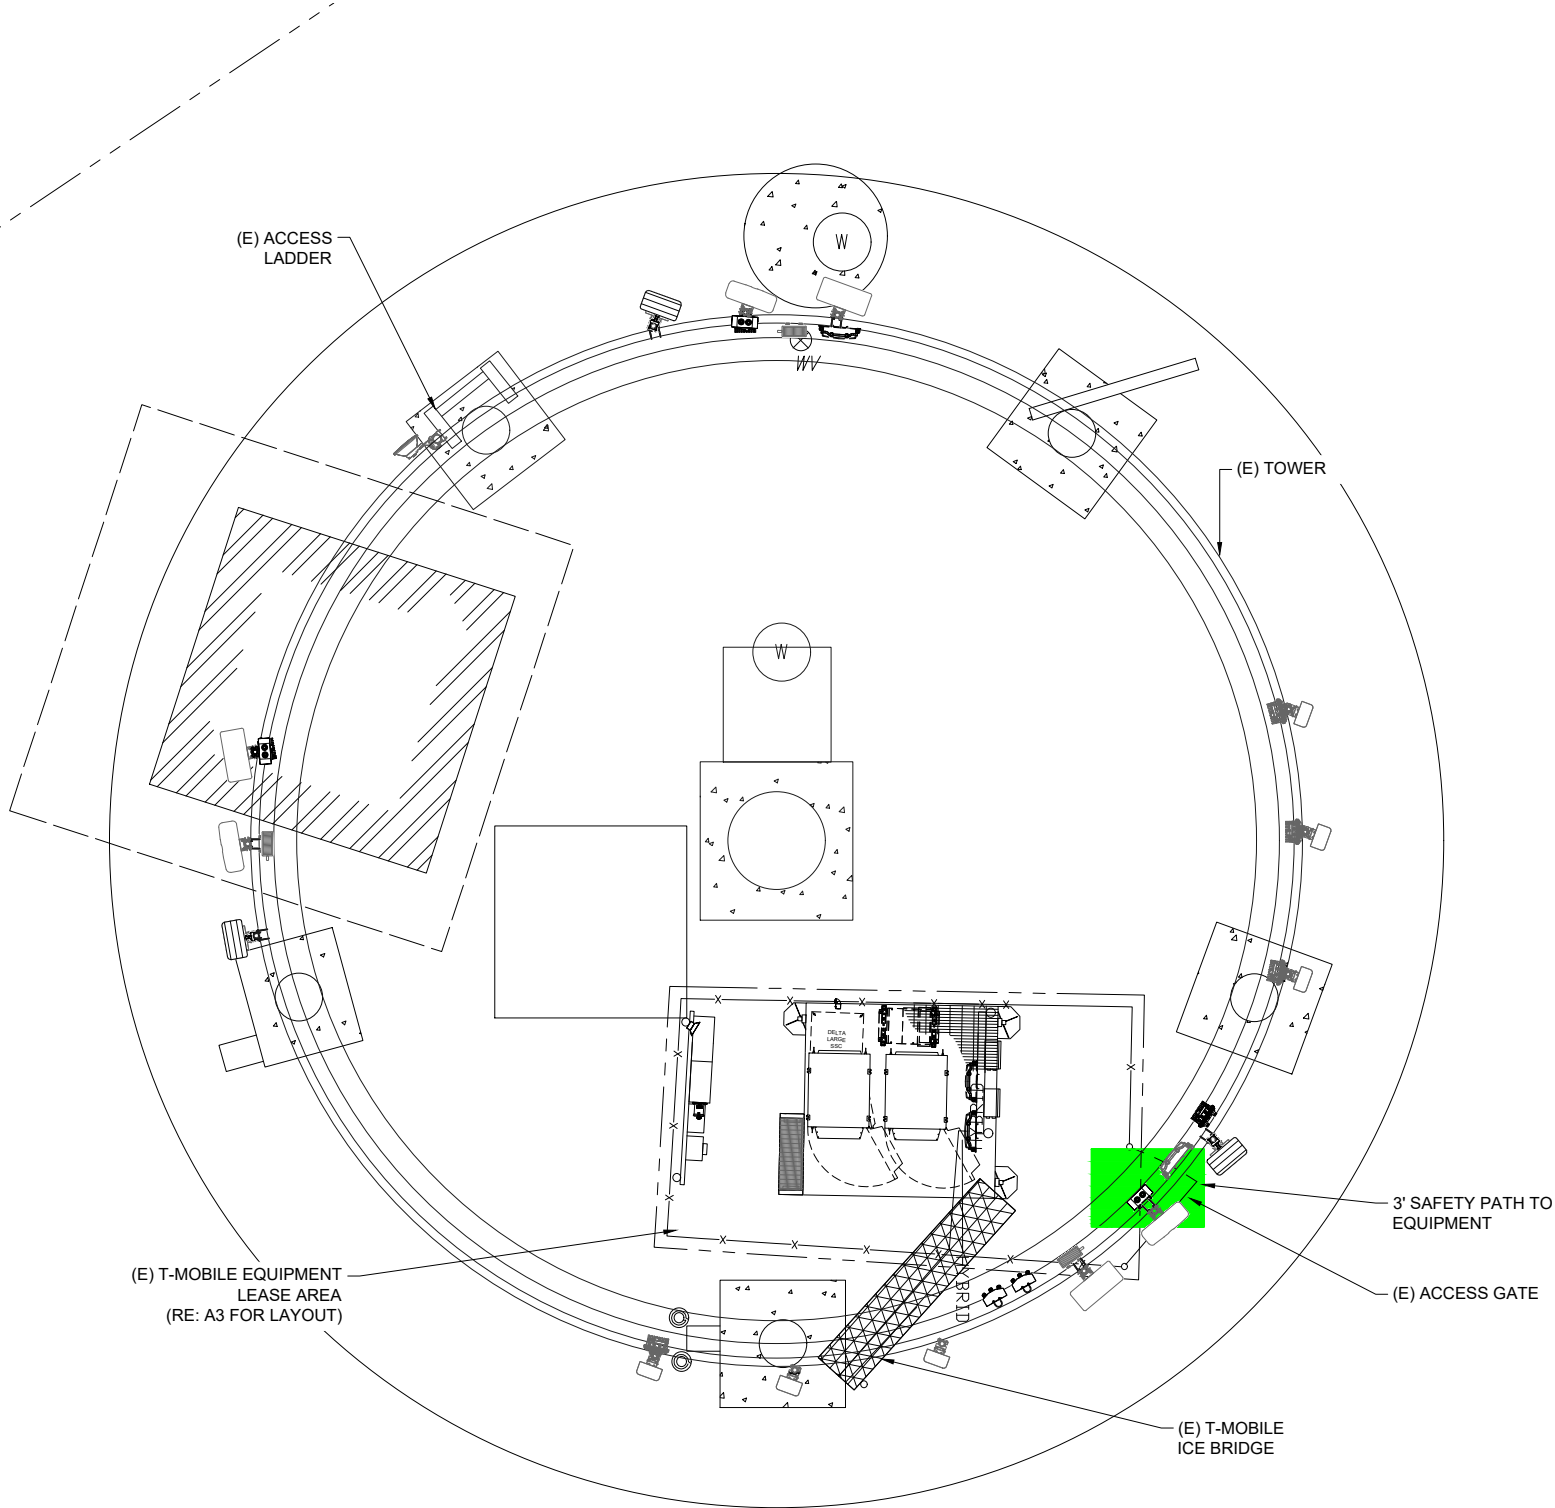 W
(E) ACCESS
LADDER
WV
(E) TOWER
W
DELTA
LARGE
SSC
3' SAFETY PATH TO
EQUIPMENT
(E) T-MOBILE EQUIPMENT
LEASE AREA
(RE: A3 FOR LAYOUT)
(E) ACCESS GATE
(E) T-MOBILE
ICE BRIDGE